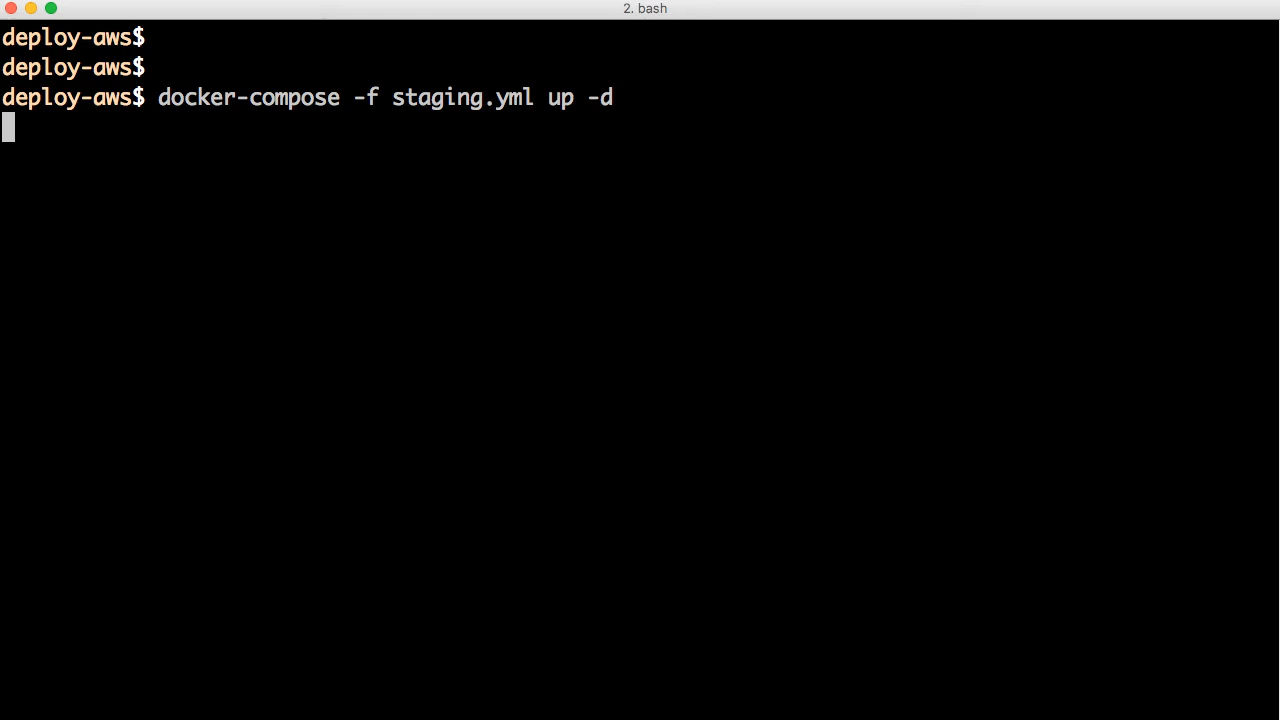 2. bash
deploy-aws$
deploy-aws$
deploy-aws$ docker-compose -f staging.yml up -d